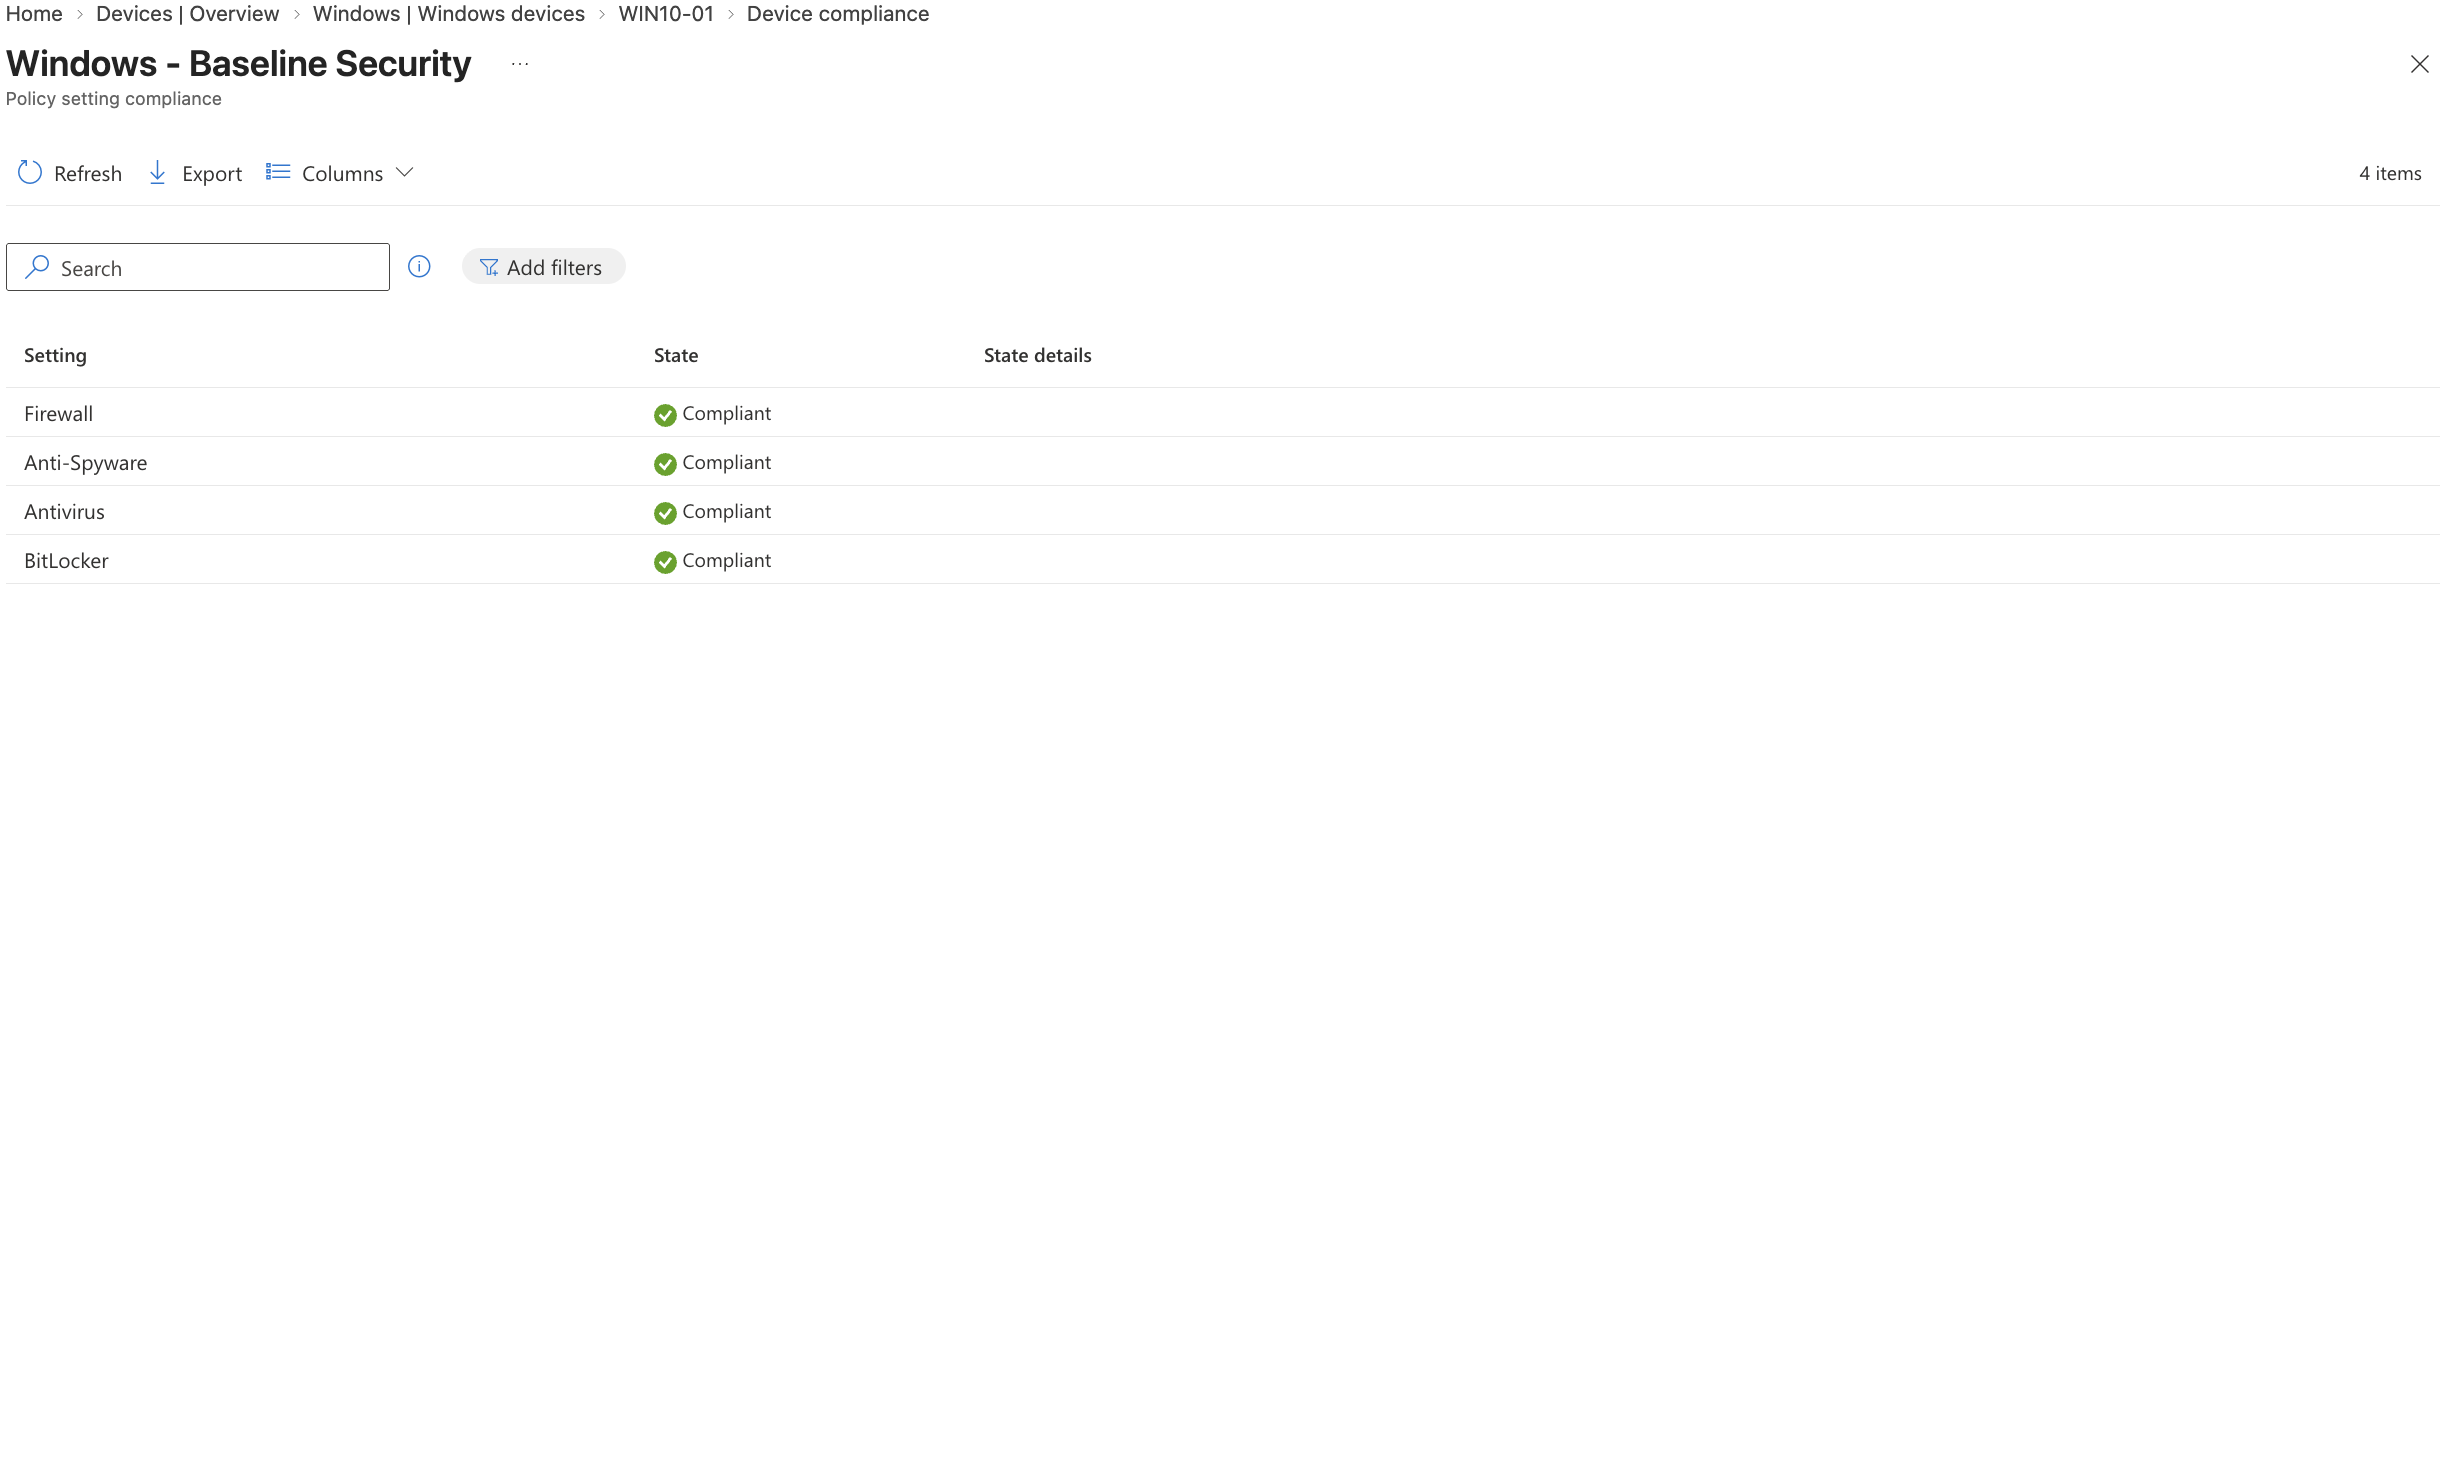 Home > Devices | Overview > Windows | Windows devices > WIN10-01 > Device compliance
Windows - Baseline Security ...
Policy setting compliance
Refresh Export Columns 4 items
Search Add filters
Setting State State details
Firewall Compliant
Anti-Spyware Compliant
Antivirus Compliant
BitLocker Compliant